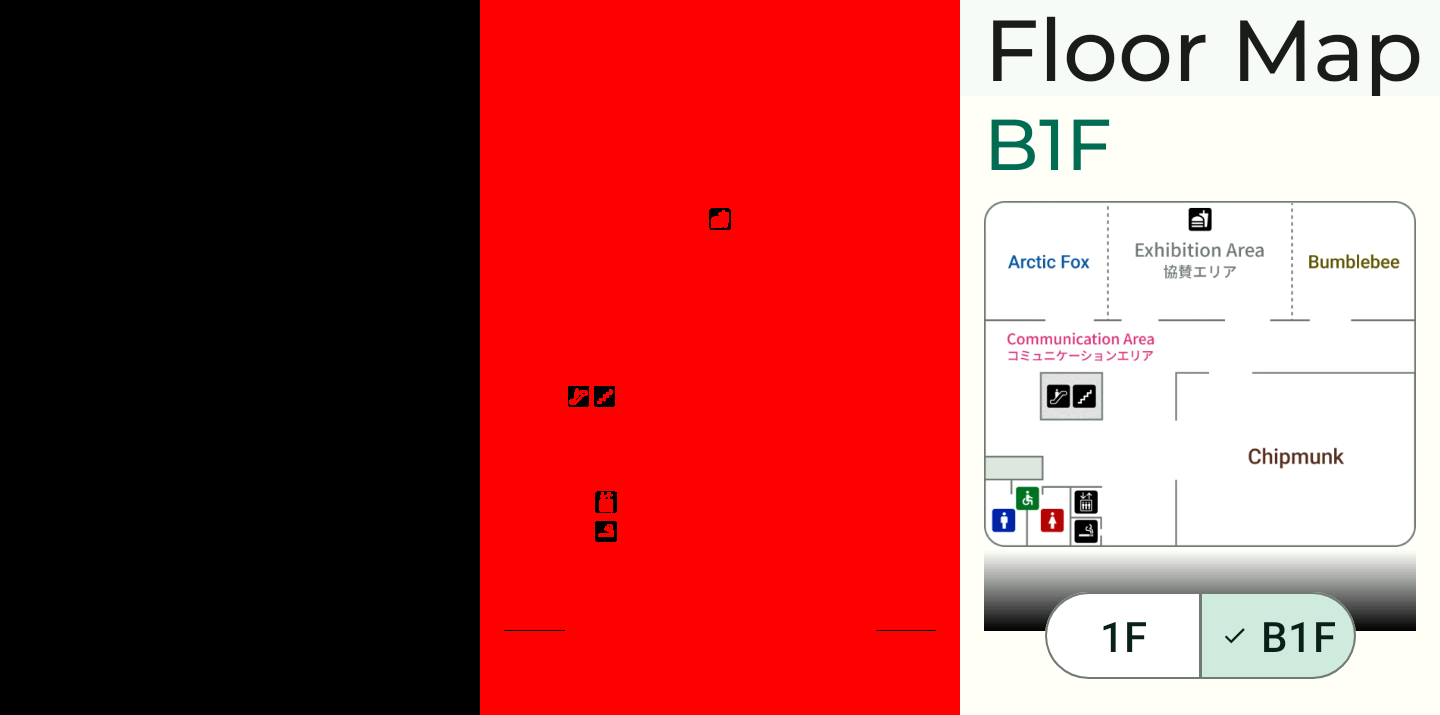 Floor Map
B1F
Arctic Fox
Exhibition Area
協賛エリア
Bumblebee
Communication Area
コミュニケーションエリア
Chipmunk
1F
B1F